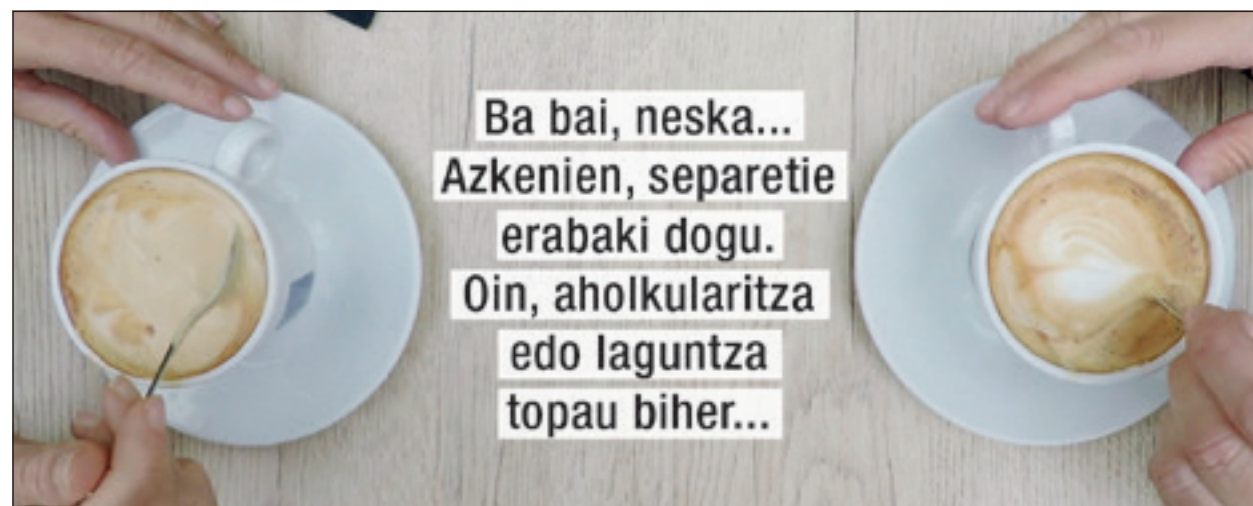 Ba bai, neska...
Azkenien, separetie
erabaki dogu.
Oin, aholkularitza
edo laguntza
topau biher...